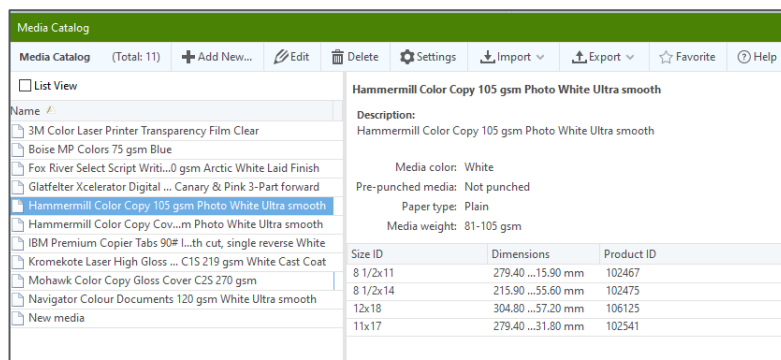 Media Catalog
Media Catalog (Total: 11) Add New... Edit Delete Settings Import Export Favorite Help
List View
Name
3M Color Laser Printer Transparency Film Clear
Boise MP Colors 75 gsm Blue
Fox River Select Script Writi...0 gsm Arctic White Laid Finish
Glatfelter Xcelerator Digital ... Canary & Pink 3-Part forward
Hammermill Color Copy 105 gsm Photo White Ultra smooth
Hammermill Color Copy Cov...m Photo White Ultra smooth
IBM Premium Copier Tabs 90# I...th cut, single reverse White
Kromekote Laser High Gloss ... C1S 219 gsm White Cast Coat
Mohawk Color Copy Gloss Cover C2S 270 gsm
Navigator Colour Documents 120 gsm White Ultra smooth
New media
Hammermill Color Copy 105 gsm Photo White Ultra smooth
Description:
Hammermill Color Copy 105 gsm Photo White Ultra smooth
Media color: White
Pre-punched media: Not punched
Paper type: Plain
Media weight: 81-105 gsm
Size ID Dimensions Product ID
8 1/2x11 279.40 ...15.90 mm 102467
8 1/2x14 215.90 ...55.60 mm 102475
12x18 304.80 ...57.20 mm 106125
11x17 279.40 ...31.80 mm 102541